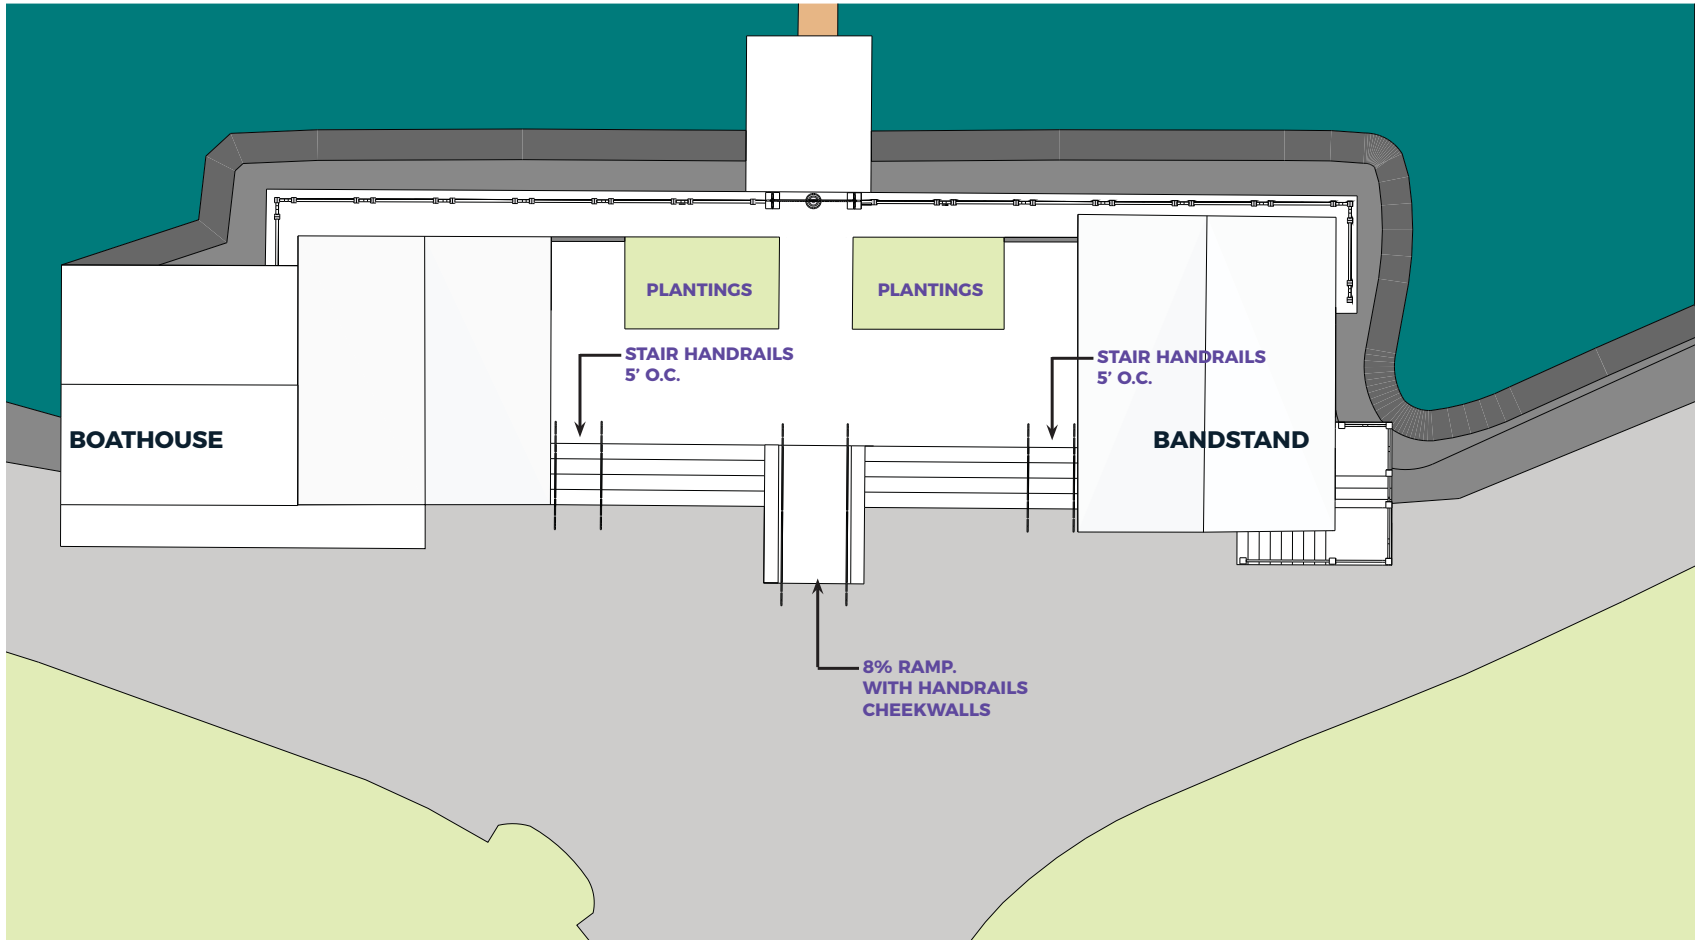 PLANTINGS
PLANTINGS
STAIR HANDRAILS
5’ O.C.
STAIR HANDRAILS
5’ O.C.
BOATHOUSE
BANDSTAND
8% RAMP.
WITH HANDRAILS
CHEEKWALLS